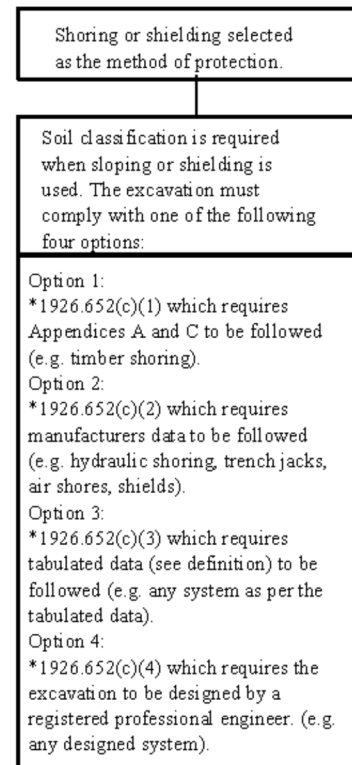 Shoring or shielding selected
as the method of protection.
Soil classification is required
when sloping or shielding is
used. The excavation must
comply with one of the following
four options:
Option 1:
*1926.652(c)(1) which requires
Appendices A and C to be followed
(e.g. timber shoring).
Option 2:
*1926.652(c)(2) which requires
manufacturers data to be followed
(e.g. hydraulic shoring, trench jacks,
air shores, shields).
Option 3:
*1926.652(c)(3) which requires
tabulated data (see definition) to be
followed (e.g. any system as per the
tabulated data).
Option 4:
*1926.652(c)(4) which requires the
excavation to be designed by a
registered professional engineer. (e.g.
any designed system).